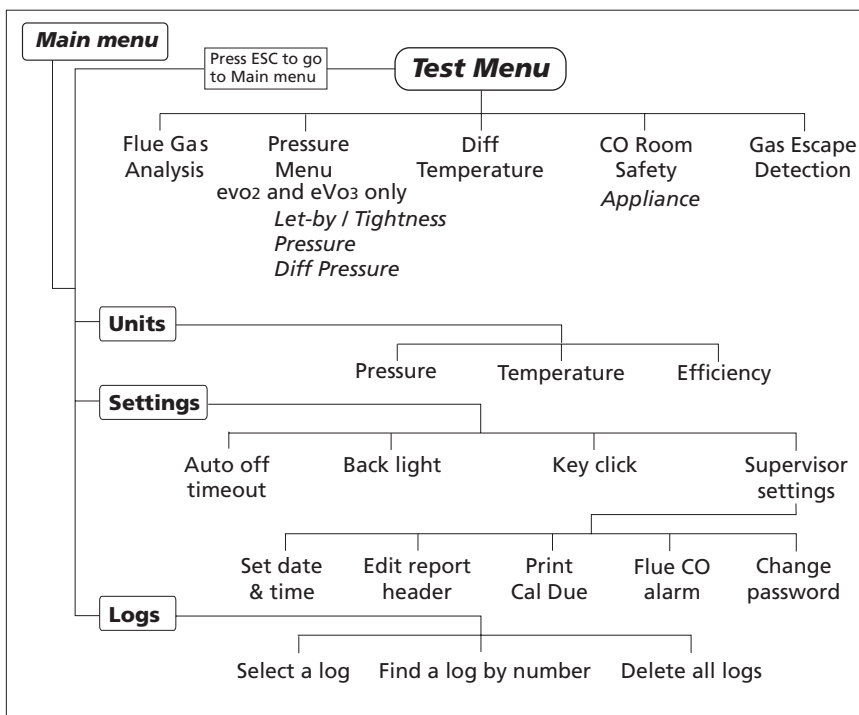 Main menu
Press ESC to go
to Main menu
Test Menu
Flue Gas
Analysis
Pressure
Menu
evo2 and eVo3 only
Let-by / Tightness
Pressure
Diff Pressure
Diff
Temperature
CO Room
Safety
Appliance
Gas Escape
Detection
Units
Pressure
Temperature
Efficiency
Settings
Auto off
timeout
Back light
Key click
Supervisor
settings
Set date
& time
Edit report
header
Print
Cal Due
Flue CO
alarm
Change
password
Logs
Select a log
Find a log by number
Delete all logs